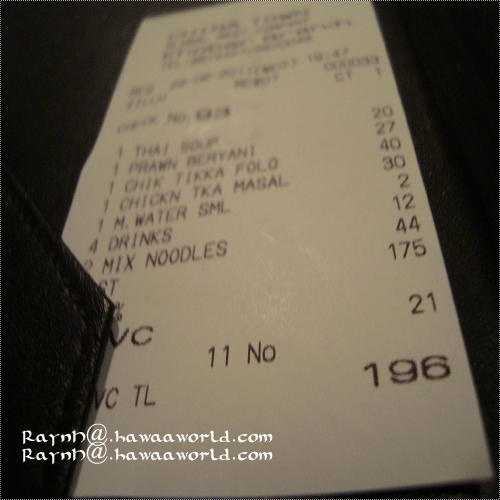 CHECK No.93
1 THAI SOUP 20
1 PRAWN BERYANI 27
1 CHIK TIKKA FOLO 40
1 CHICKN TKA MASAL 30
1 M.WATER SML 2
4 DRINKS 12
2 MIX NOODLES 44
ST 175
% 21
VC
11 No
VC TL 196
Raynh@.hawaaworld.com
Raynh@.hawaaworld.com